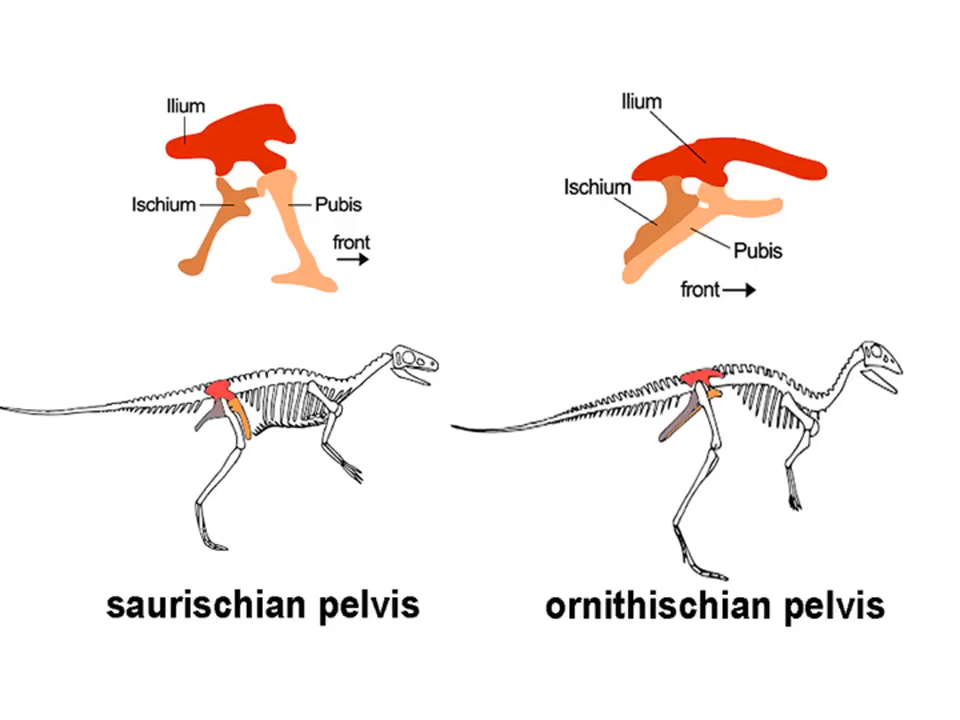 Ilium
Ischium
Pubis
front
Ilium
Ischium
Pubis
front
saurischian pelvis
ornithischian pelvis